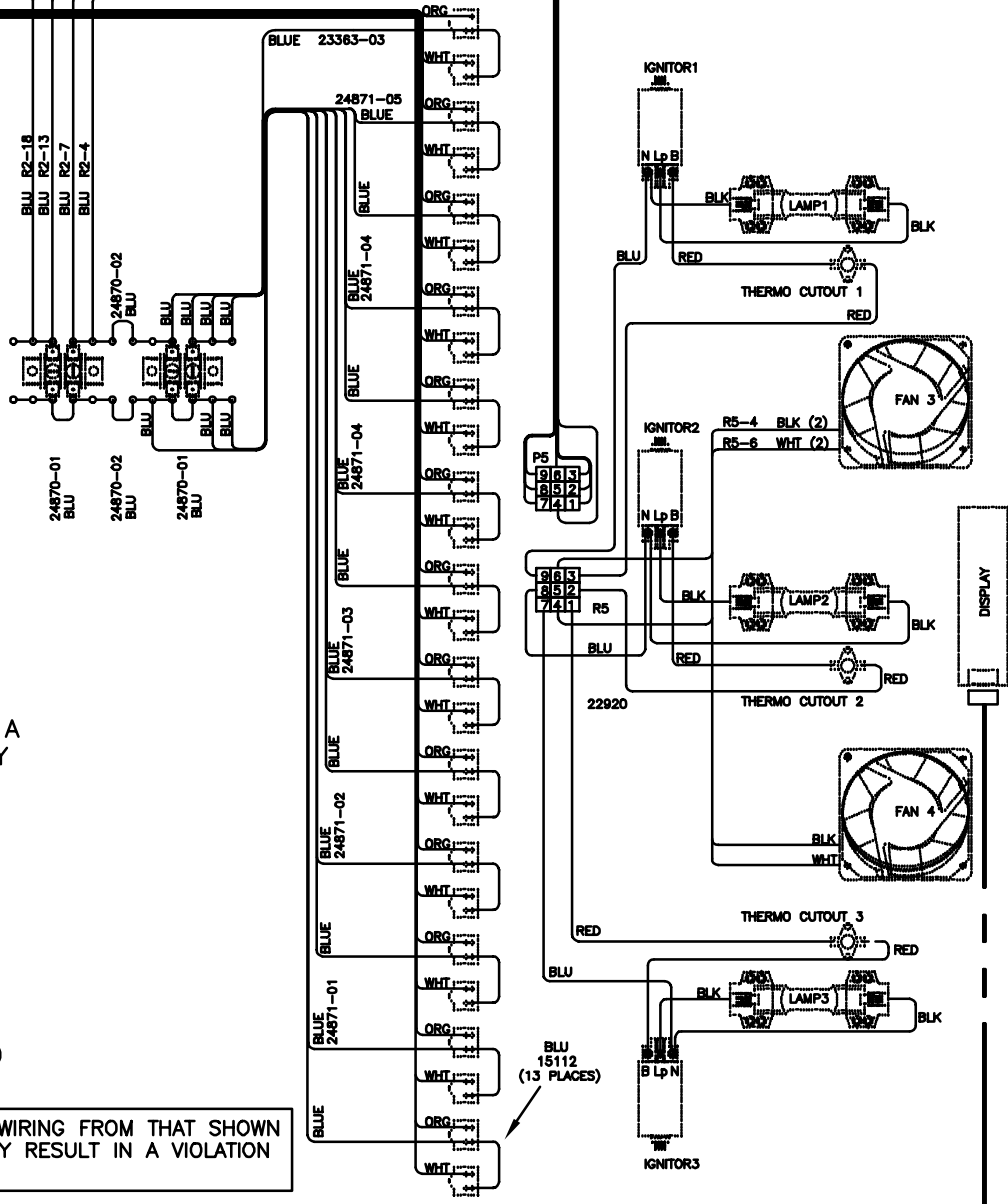 ORG
BLUE 23363-03
WHT
24871-05
ORG
BLUE
WHT
BLU R2-18
BLU R2-13
BLU R2-7
BLU R2-4
ORG
BLUE
WHT
BLUE
24871-04
ORG
WHT
24870-02
BLU
BLU
BLU
BLU
BLU
BLU
BLU
BLU
24870-01
BLU
24870-02
BLU
24870-01
BLU
BLUE
ORG
WHT
24871-04
BLUE
ORG
WHT
BLUE
ORG
WHT
BLUE
24871-03
ORG
WHT
BLUE
ORG
WHT
BLUE
24871-02
ORG
WHT
BLUE
ORG
WHT
BLUE
24871-01
ORG
WHT
BLUE
ORG
WHT
BLU
15112
(13 PLACES)
IGNITOR1
N Lp B
BLK
LAMP1
BLK
BLU
RED
THERMO CUTOUT 1
RED
FAN 3
R5-4 BLK (2)
R5-6 WHT (2)
IGNITOR2
P5
9 6 3
8 5 2
7 4 1
N Lp B
9 6 3
8 5 2
7 4 1
R5
BLK
LAMP2
BLK
BLU
RED
RED
22920
THERMO CUTOUT 2
DISPLAY
FAN 4
BLK
WHT
THERMO CUTOUT 3
RED
RED
BLU
BLK
LAMP3
BLK
B Lp N
IGNITOR3
A
Y
)
WIRING FROM THAT SHOWN
Y RESULT IN A VIOLATION